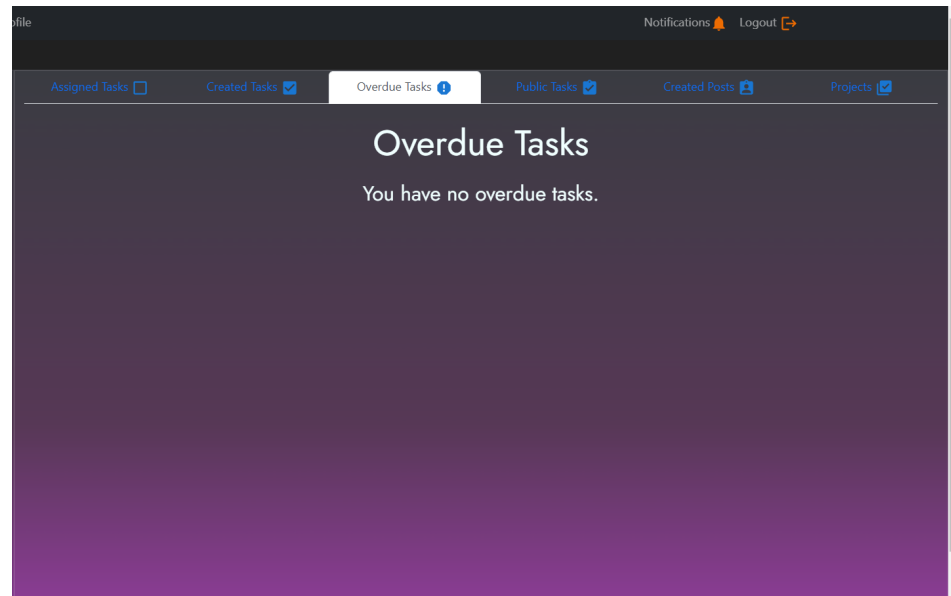 ofile
Notifications Logout
Assigned Tasks Created Tasks Overdue Tasks Public Tasks Created Posts Projects
Overdue Tasks
You have no overdue tasks.